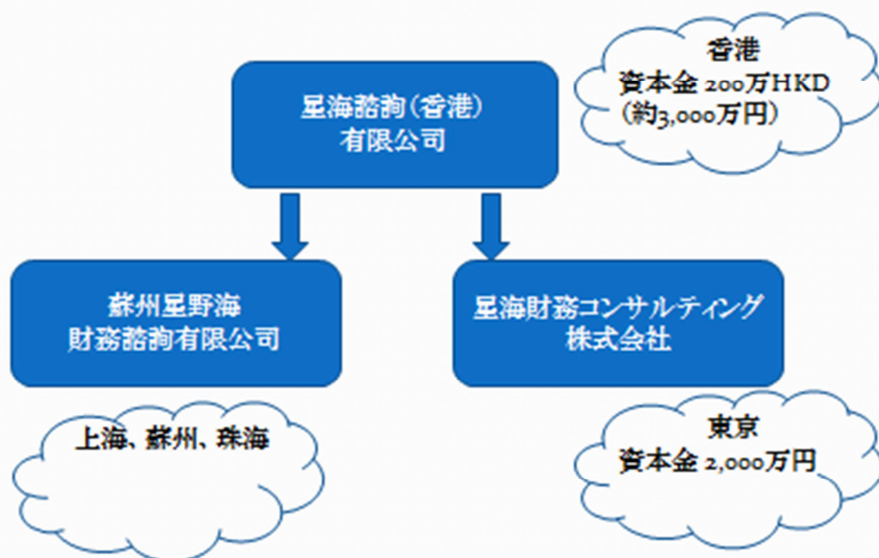 香港
資本金 200万HKD
（約3,000万円）
星海諮詢（香港）
有限公司
蘇州星野海
財務諮詢有限公司
星海財務コンサルティング
株式会社
上海、蘇州、珠海
東京
資本金 2,000万円